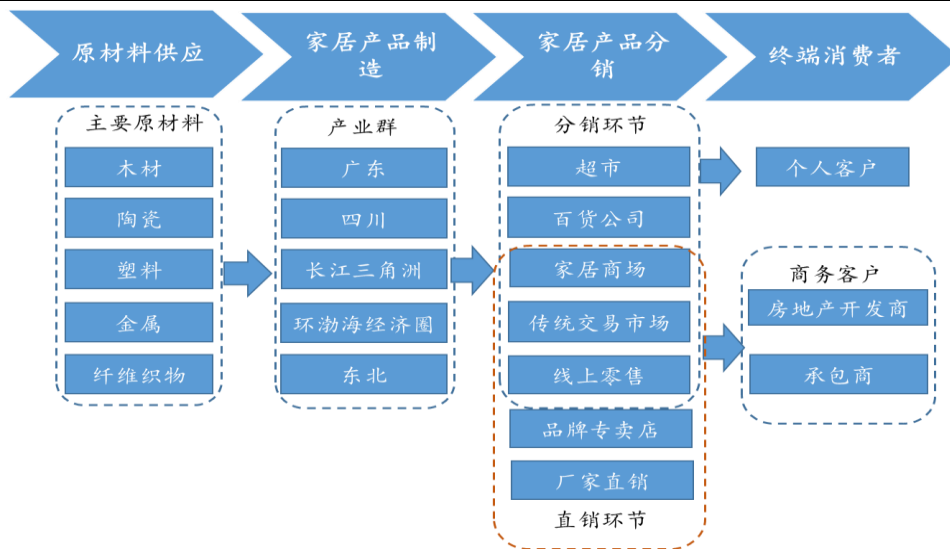 原材料供应
家居产品制
造
家居产品分
销
终端消费者
主要原材料
木材
陶瓷
塑料
金属
纤维织物
产业群
广东
四川
长江三角洲
环渤海经济圈
东北
分销环节
超市
百货公司
家居商场
传统交易市场
线上零售
品牌专卖店
厂家直销
直销环节
个人客户
商务客户
房地产开发商
承包商